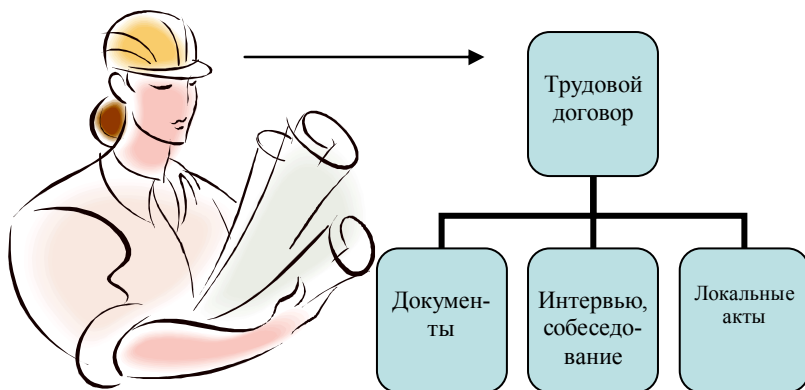 Трудовой
договор
Докумен-
ты
Интервью,
собеседо-
вание
Локальные
акты